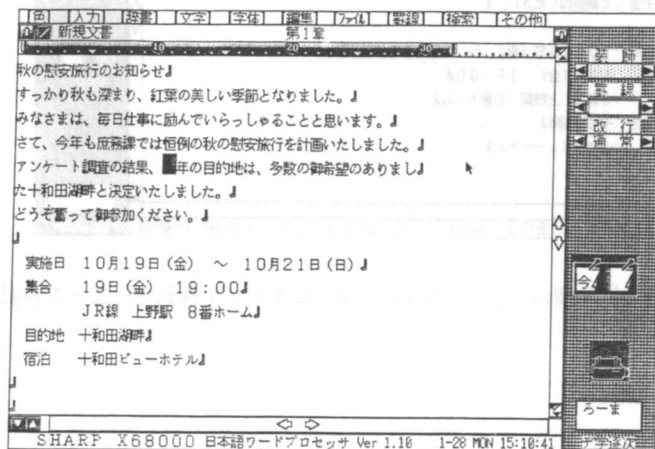 [色] [入力] [辞書] [文字] [字体] [編集] [ファイル] [罫線] [検索] [その他]
新規文書 第1章
10 20 30
秋の慰安旅行のお知らせ↲
すっかり秋も深まり、紅葉の美しい季節となりました。↲
みなさまは、毎日仕事に励んでいらっしゃることと思います。↲
さて、今年も庶務課では恒例の秋の慰安旅行を計画いたしました。↲
アンケート調査の結果、年の目的地は、多数の御希望のありまし↲
た十和田湖畔と決定いたしました。↲
どうぞ奮って御参加ください。↲
実施日 10月19日(金) ~ 10月21日(日)↲
集合 19日(金) 19:00↲
JR線 上野駅 8番ホーム↲
目的地 十和田湖畔↲
宿泊 十和田ビューホテル↲
装飾
罫線
改行
通常
今
ろーま
SHARP X68000 日本語ワードプロセッサ Ver 1.10 1-28 MON 15:10:41
逐次